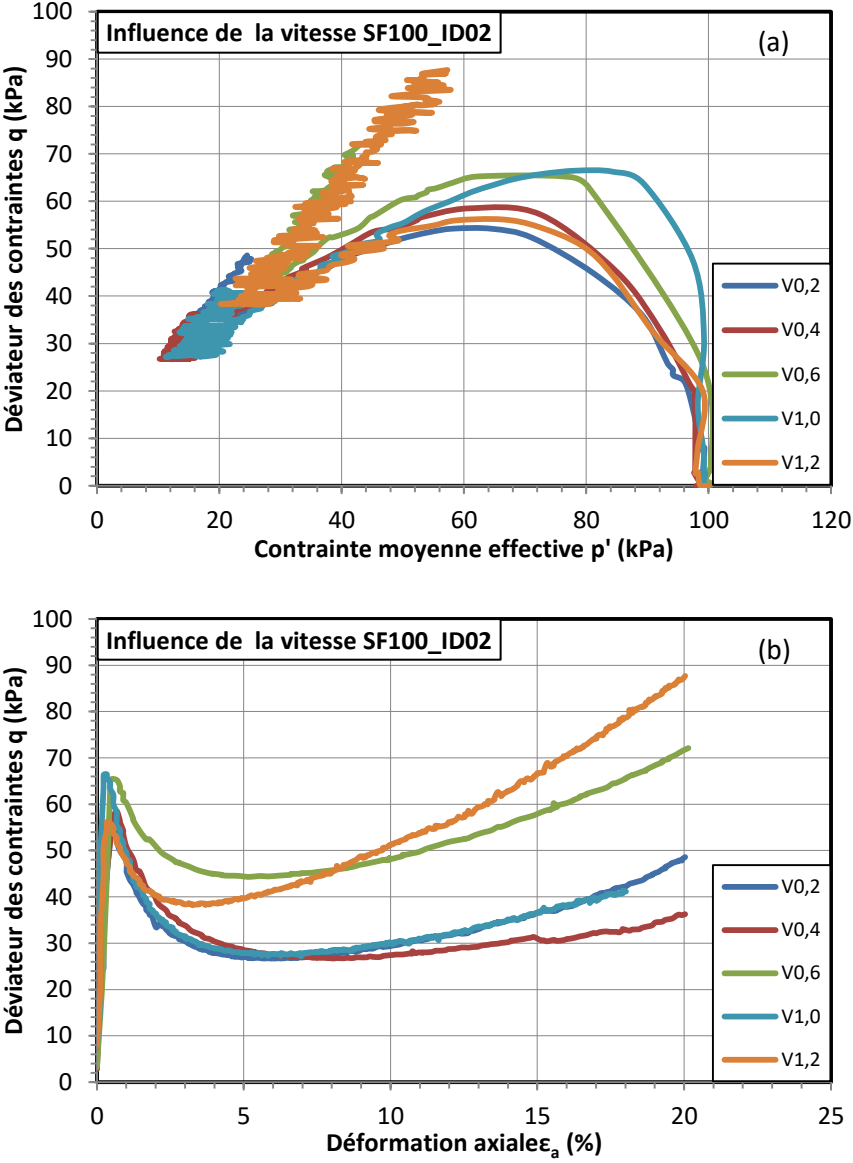 Influence de  la vitesse SF100_ID02
(a)
Déviateur des contraintes q (kPa)
100
90
80
70
60
50
40
30
20
10
0
0 20 40 60 80 100 120
Contrainte moyenne effective p' (kPa)
V0,2
V0,4
V0,6
V1,0
V1,2
Influence de  la vitesse SF100_ID02
(b)
Déviateur des contraintes q (kPa)
100
90
80
70
60
50
40
30
20
10
0
0 5 10 15 20 25
Déformation axialeεa (%)
V0,2
V0,4
V0,6
V1,0
V1,2